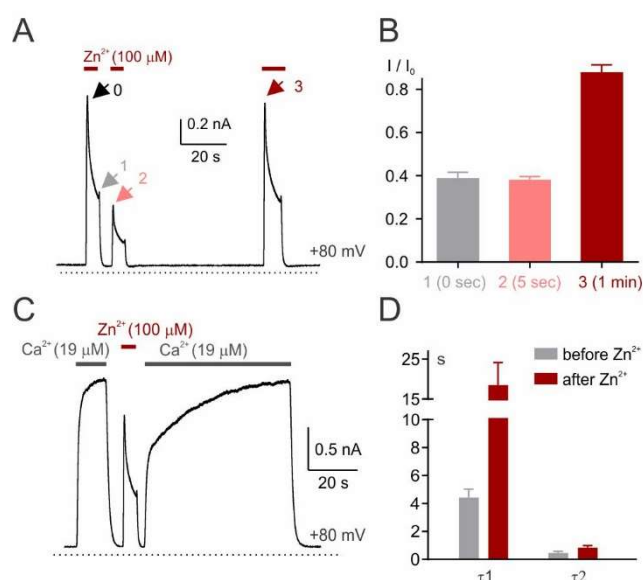 A
Zn²⁺(100 μM)
0
1
2
3
0.2 nA
20 s
+80 mV
B
I / I₀
0.8
0.6
0.4
0.2
0.0
1 (0 sec)
2 (5 sec)
3 (1 min)
C
Zn²⁺(100 μM)
Ca²⁺(19 μM)
Ca²⁺(19 μM)
0.5 nA
20 s
+80 mV
D
25
15
10
8
6
4
2
0
s
before Zn²⁺
after Zn²⁺
τ1
τ2